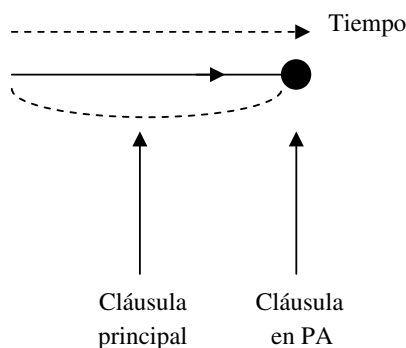 Tiempo
Cláusula
principal
Cláusula
en PA